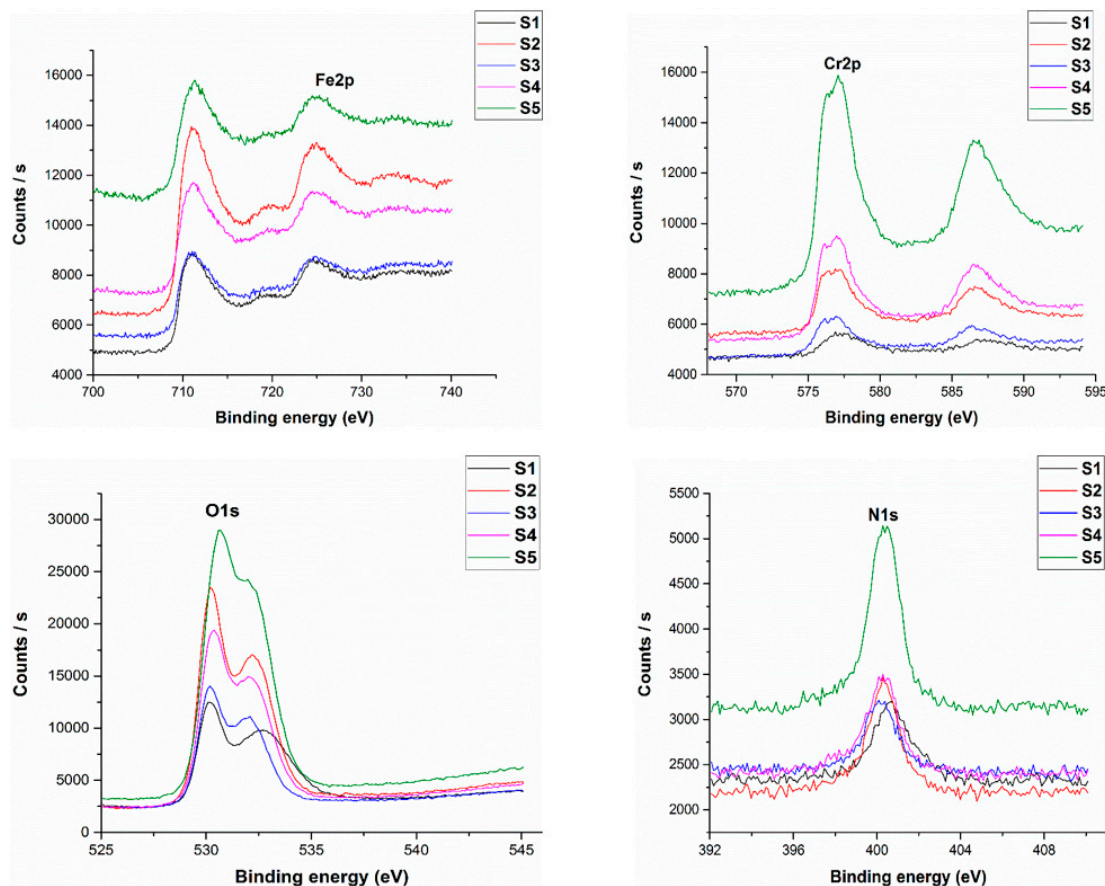 S1
S2
S3
S4
S5
Fe2p
16000
14000
12000
10000
8000
6000
4000
Counts / s
700 710 720 730 740
Binding energy (eV)
S1
S2
S3
S4
S5
Cr2p
16000
14000
12000
10000
8000
6000
4000
Counts / s
570 575 580 585 590 595
Binding energy (eV)
S1
S2
S3
S4
S5
O1s
30000
25000
20000
15000
10000
5000
0
Counts / s
525 530 535 540 545
Binding energy (eV)
S1
S2
S3
S4
S5
N1s
5500
5000
4500
4000
3500
3000
2500
2000
Counts / s
392 396 400 404 408
Binding energy (eV)